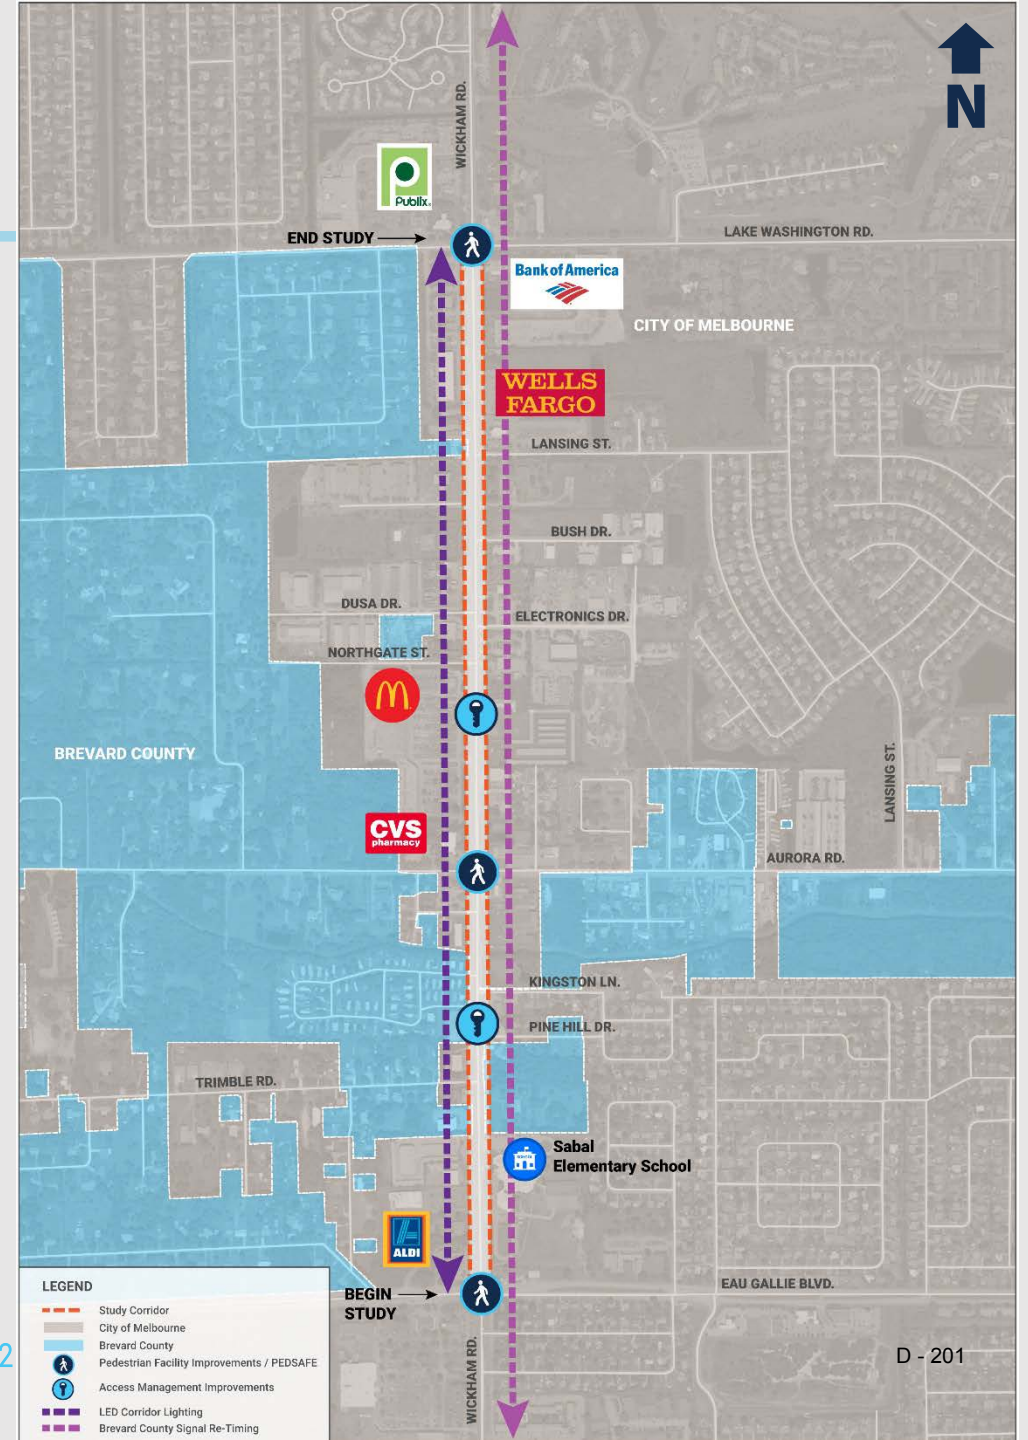 N
WICKHAM RD.
Publix.
END STUDY
LAKE WASHINGTON RD.
Bank of America
CITY OF MELBOURNE
WELLS
FARGO
LANSING ST.
BUSH DR.
DUSA DR.
ELECTRONICS DR.
NORTHGATE ST.
M
BREVARD COUNTY
LANSING ST.
CVS
pharmacy
AURORA RD.
KINGSTON LN.
PINE HILL DR.
TRIMBLE RD.
Sabal
Elementary School
ALDI
EAU GALLIE BLVD.
BEGIN
STUDY
WICKHAM RD.
LEGEND
Study Corridor
City of Melbourne
Brevard County
Pedestrian Facility Improvements / PEDSAFE
Access Management Improvements
LED Corridor Lighting
Brevard County Signal Re-Timing
2
D - 201